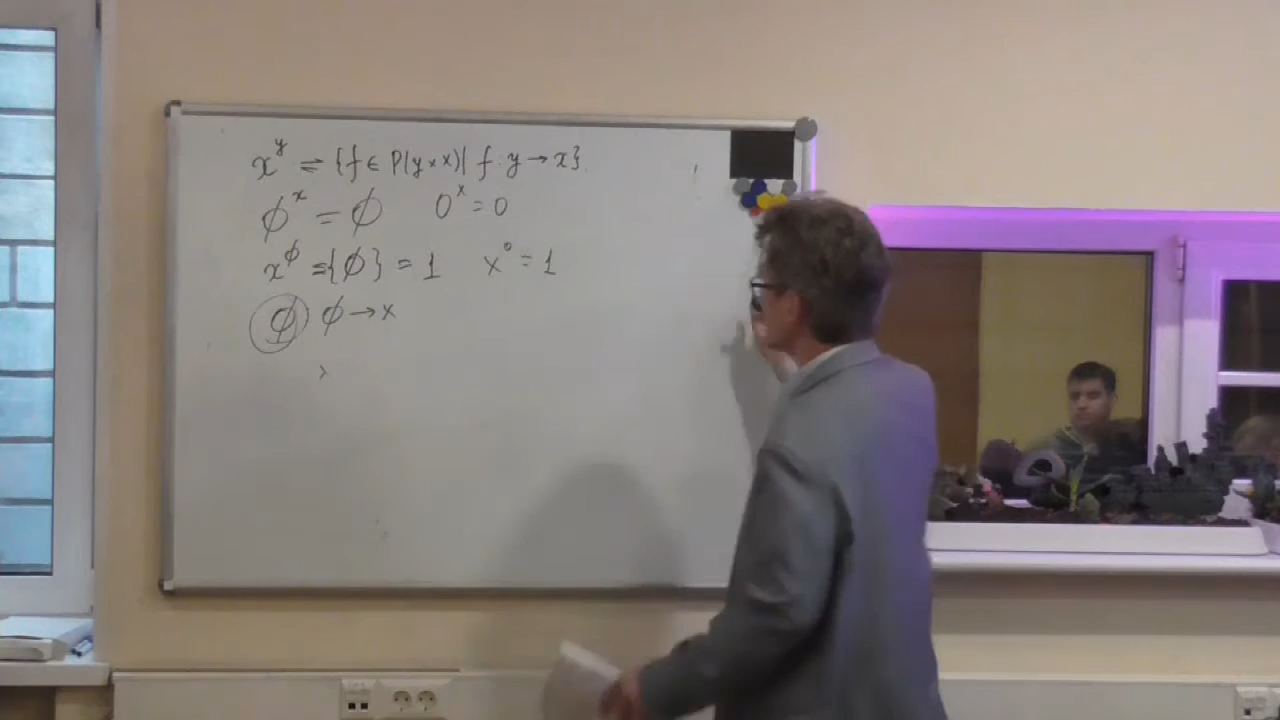 x^y ⇌ {f ∈ P(y × x) | f : y → x}.
∅^x = ∅   0^x = 0
x^∅ = {∅} = 1   x^0 = 1
∅ ∅ → x